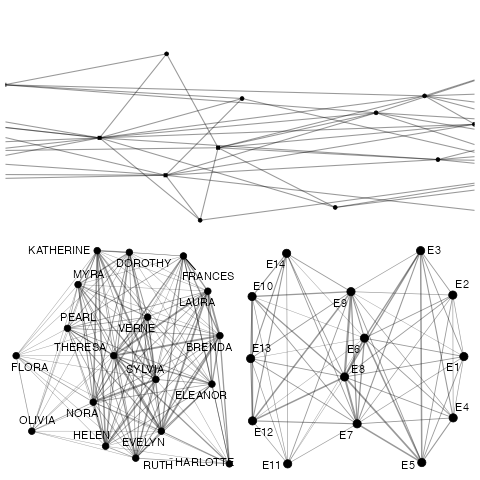 KATHERINE
DOROTHY
FRANCES
MYRA
LAURA
PEARL
VERNE
THERESA
BRENDA
FLORA
SYLVIA
ELEANOR
NORA
OLIVIA
HELEN
EVELYN
RUTH
HARLOTTE
E3
E14
E10
E2
E9
E13
E6
E1
E8
E4
E12
E7
E11
E5